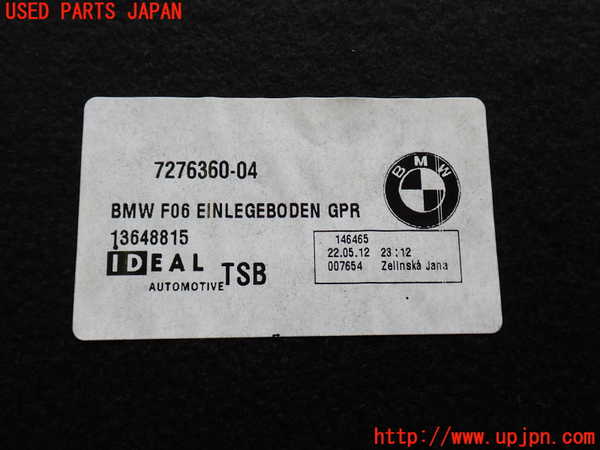 USED PARTS JAPAN
7276360-04
BMW
BMW F06 EINLEGEBODEN GPR
13648815
IDEAL
AUTOMOTIVE TSB
146465
22.05.12 23:12
007654 Zelinská Jana
© www.upjpn.com